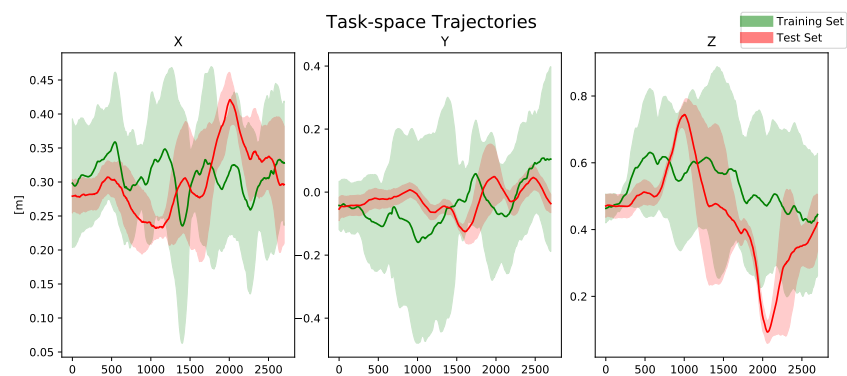 Task-space Trajectories
Training Set
Test Set
X
Y
Z
[m]
0.45
0.40
0.35
0.30
0.25
0.20
0.15
0.10
0.05
0 500 1000 1500 2000 2500
0.4
0.2
0.0
−0.2
−0.4
0 500 1000 1500 2000 2500
0.8
0.6
0.4
0.2
0 500 1000 1500 2000 2500